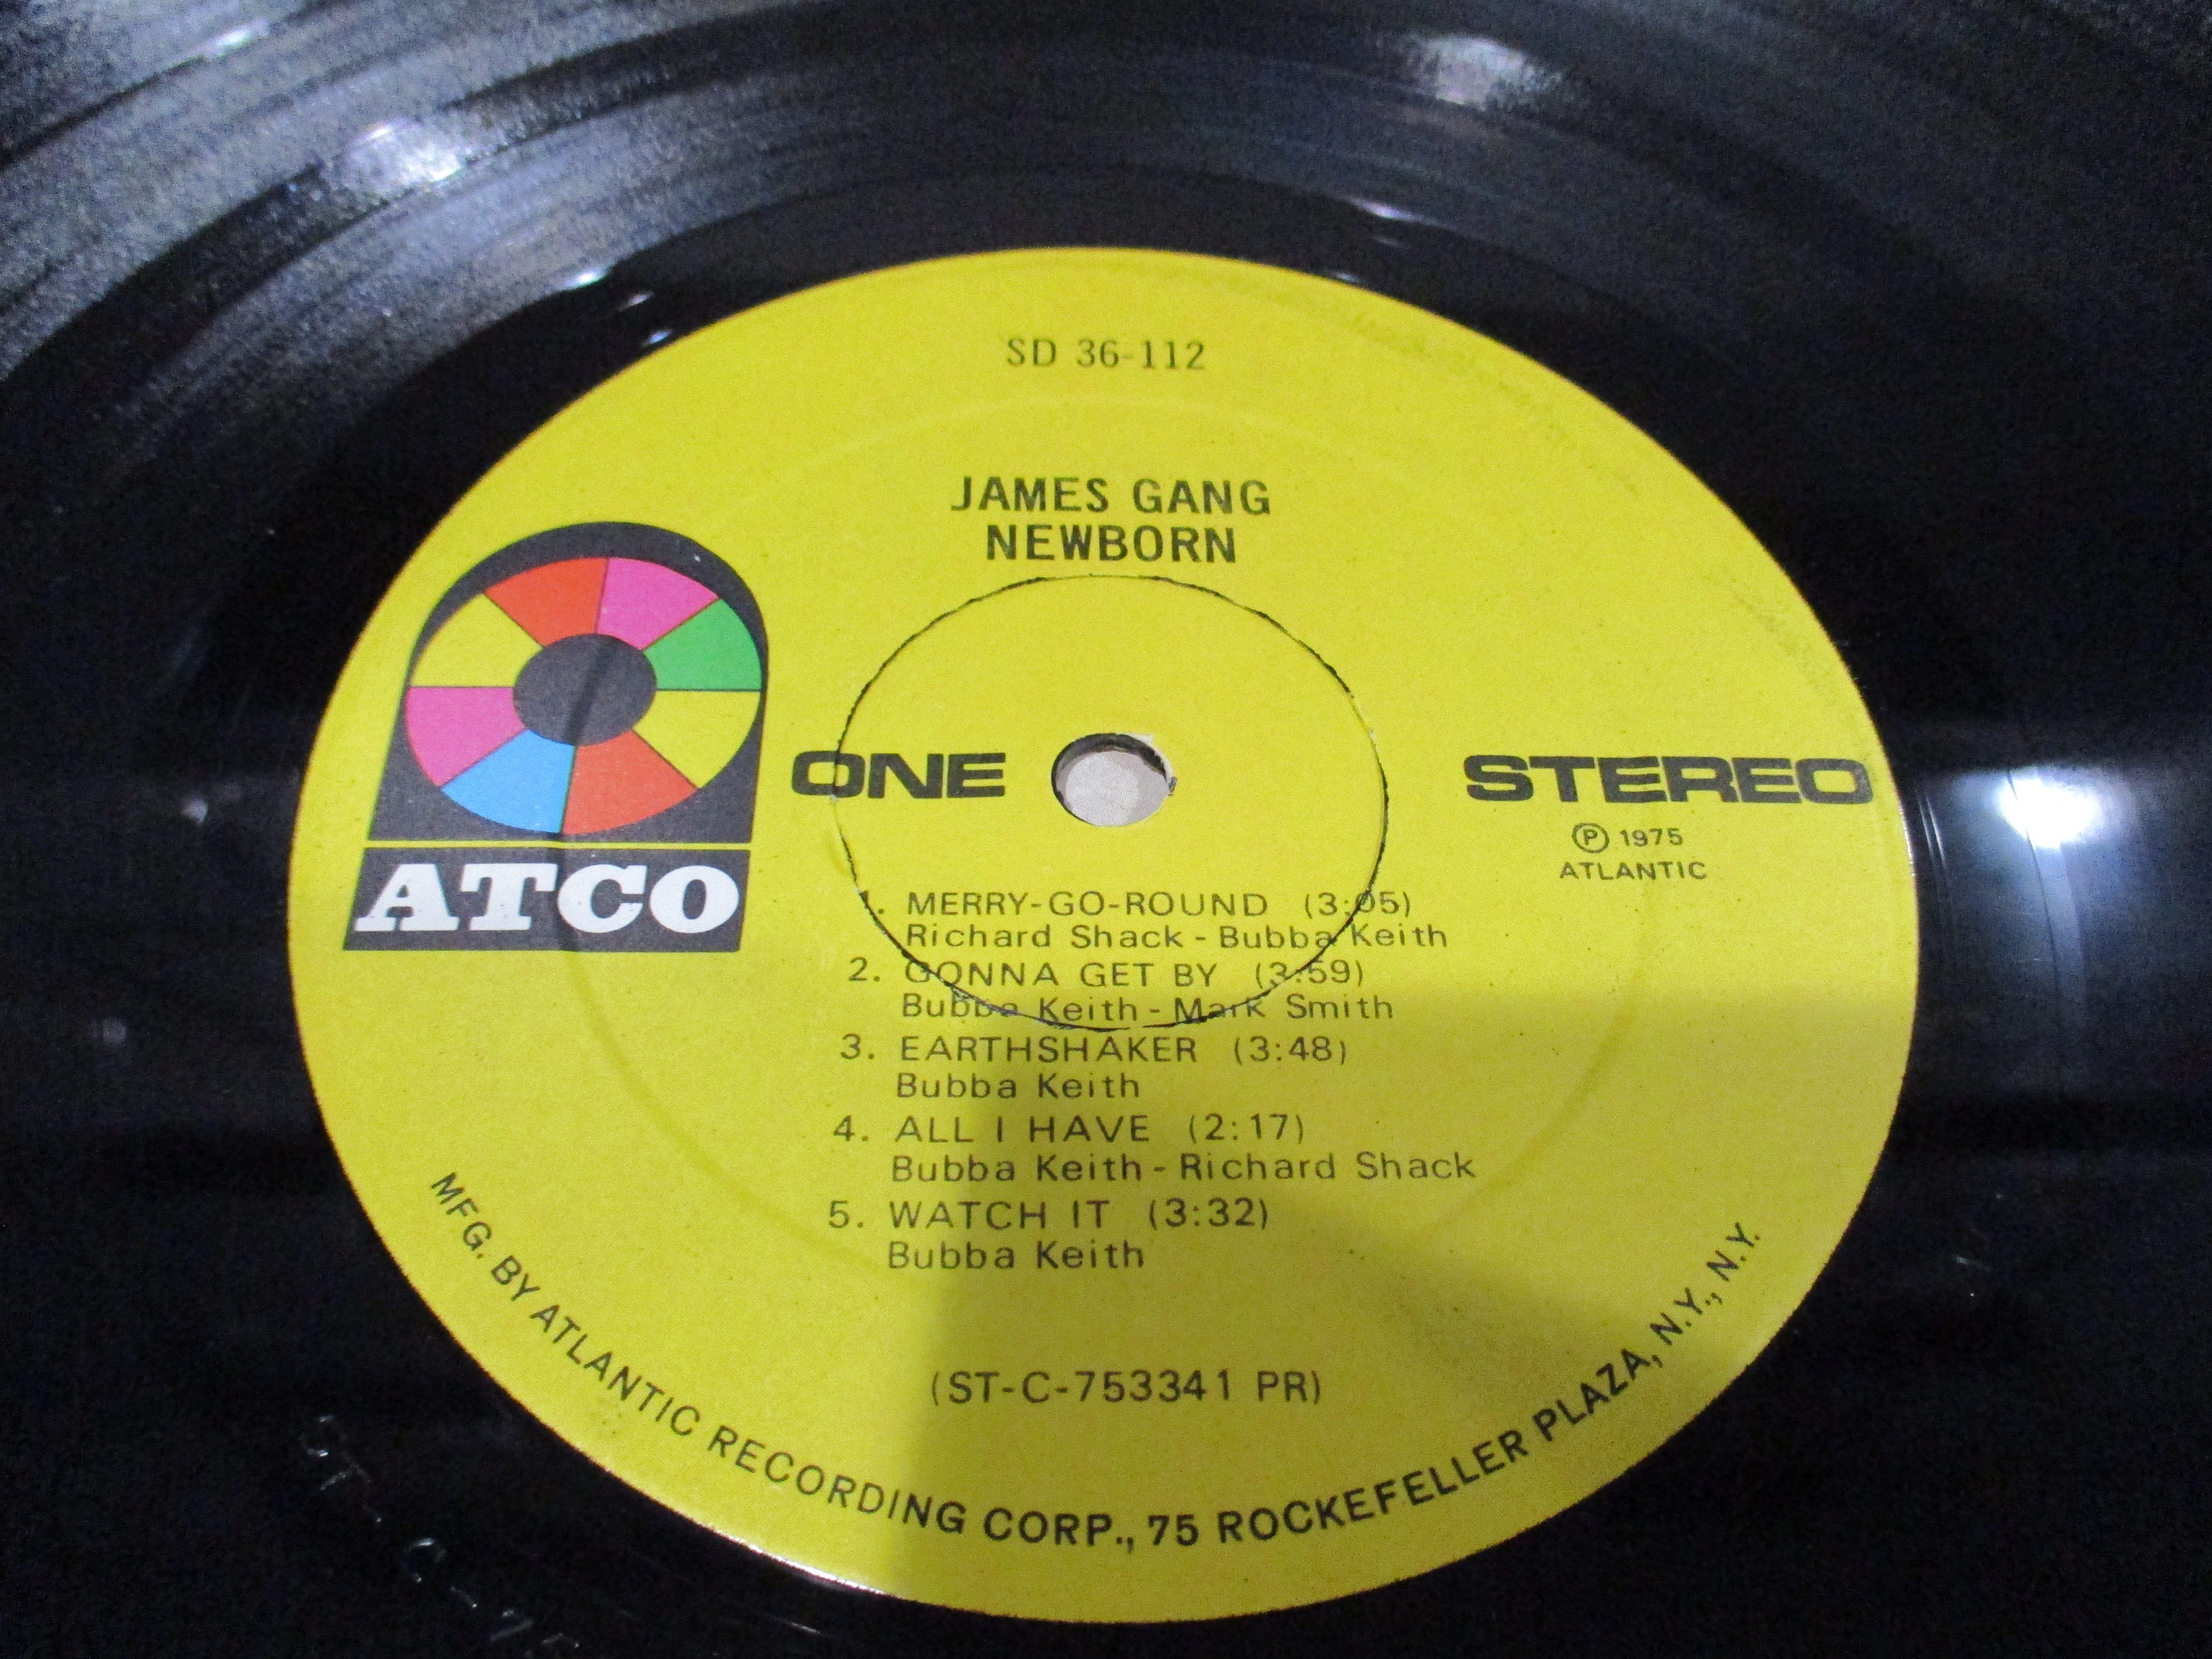 SD 36-112
JAMES GANG
NEWBORN
ATCO
ONE
STEREO
Ⓟ 1975
ATLANTIC
1. MERRY-GO-ROUND (3:05)
Richard Shack - Bubba Keith
2. GONNA GET BY (3:59)
Bubba Keith - Mark Smith
3. EARTHSHAKER (3:48)
Bubba Keith
4. ALL I HAVE (2:17)
Bubba Keith - Richard Shack
5. WATCH IT (3:32)
Bubba Keith
(ST-C-753341 PR)
MFG. BY ATLANTIC RECORDING CORP., 75 ROCKEFELLER PLAZA, N.Y., N.Y.